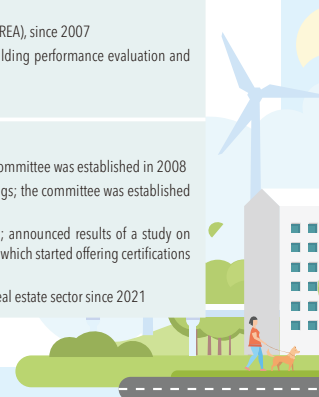 REA), since 2007
lding performance evaluation and
ommittee was established in 2008
gs; the committee was established
; announced results of a study on
which started offering certifications
eal estate sector since 2021